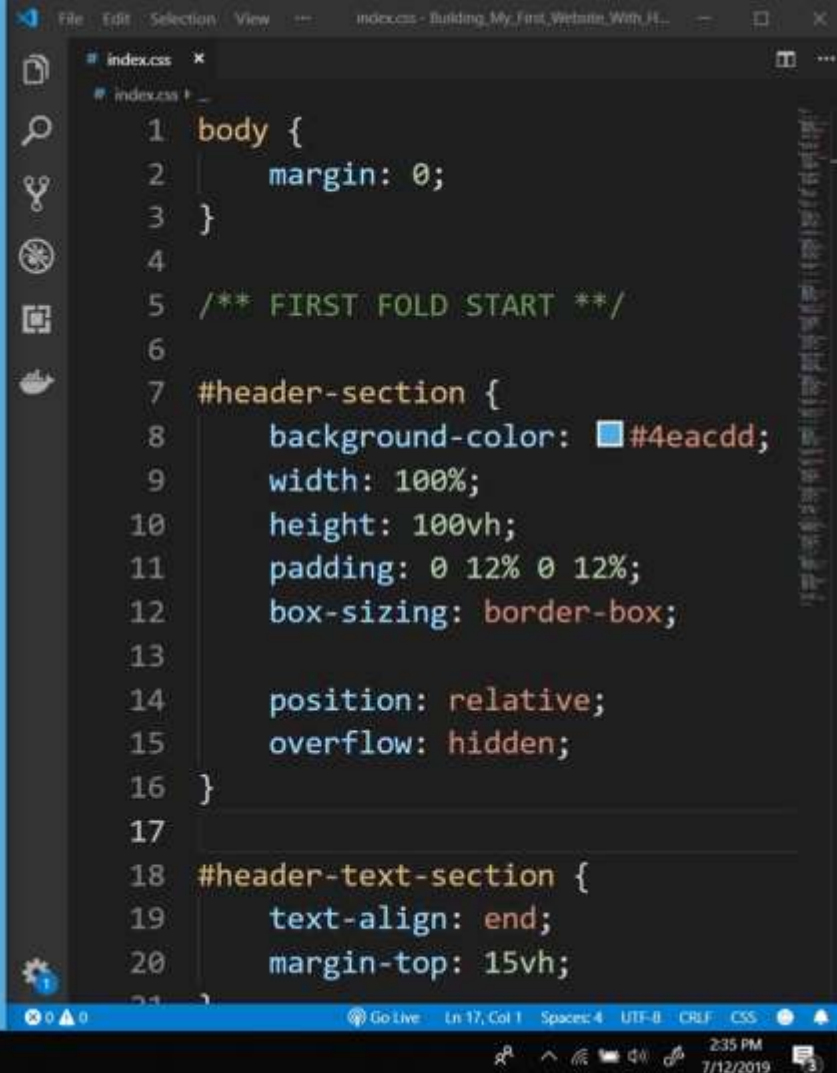 File Edit Selection View ··· index.css - Building_My_First_Website_With_H...
# index.css ×
# index.css ▸ ...
1 body {
2 margin: 0;
3 }
4
5 /** FIRST FOLD START **/
6
7 #header-section {
8 background-color: #4eacdd;
9 width: 100%;
10 height: 100vh;
11 padding: 0 12% 0 12%;
12 box-sizing: border-box;
13
14 position: relative;
15 overflow: hidden;
16 }
17
18 #header-text-section {
19 text-align: end;
20 margin-top: 15vh;
21 }
1
0 0 Go Live Ln 17, Col 1 Spaces: 4 UTF-8 CRLF CSS
2:35 PM
7/12/2019 3